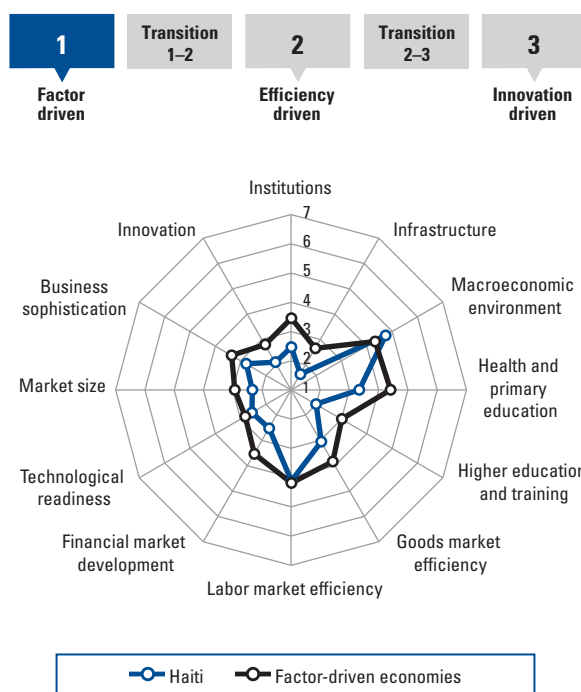 1
Transition
1–2
2
Transition
2–3
3
Factor
driven
Efficiency
driven
Innovation
driven
Institutions
7
Innovation
Infrastructure
6
5
Business
sophistication
Macroeconomic
environment
4
3
2
Market size
1
Health and
primary
education
Technological
readiness
Higher education
and training
Financial market
development
Goods market
efficiency
Labor market efficiency
Haiti
Factor-driven economies